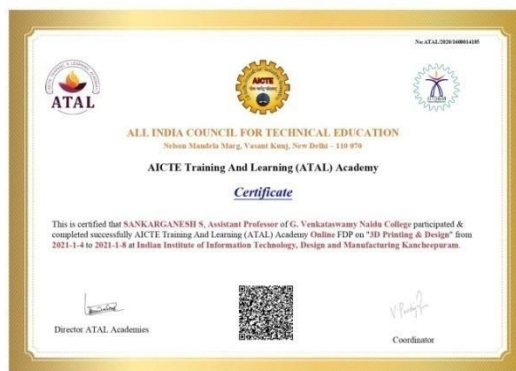 No:ATAL/2020/1608014185
ATAL
AICTE
ALL INDIA COUNCIL FOR TECHNICAL EDUCATION
Nelson Mandela Marg, Vasant Kunj, New Delhi – 110 070
AICTE Training And Learning (ATAL) Academy
Certificate
This is certified that SANKARGANESH S, Assistant Professor of G. Venkataswamy Naidu College participated &
completed successfully AICTE Training And Learning (ATAL) Academy Online FDP on "3D Printing & Design" from
2021-1-4 to 2021-1-8 at Indian Institute of Information Technology, Design and Manufacturing Kancheepuram.
Director ATAL Academies
Coordinator